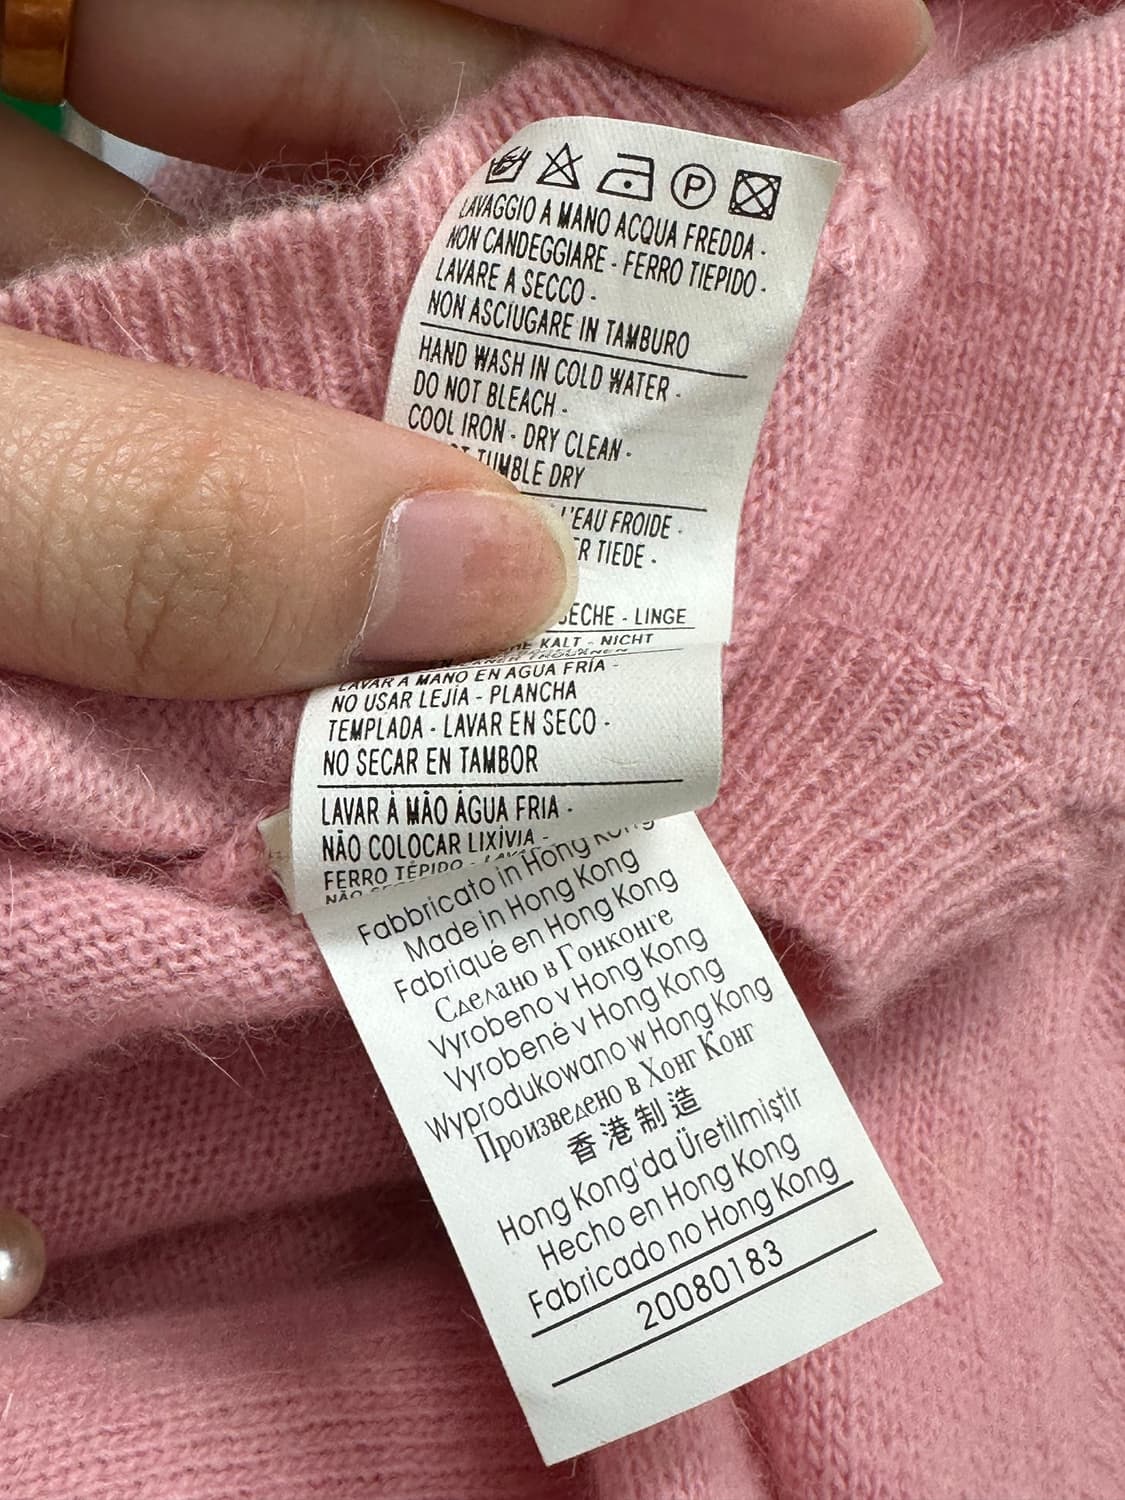 P
LAVAGGIO A MANO ACQUA FREDDA -
NON CANDEGGIARE - FERRO TIEPIDO -
LAVARE A SECCO -
NON ASCIUGARE IN TAMBURO
HAND WASH IN COLD WATER -
DO NOT BLEACH -
COOL IRON - DRY CLEAN -
TUMBLE DRY
L'EAU FROIDE -
TIEDE -
- LINGE
KALT - NICHT
LAVAR A MANO EN AGUA FRÍA -
NO USAR LEJÍA - PLANCHA
TEMPLADA - LAVAR EN SECO -
NO SECAR EN TAMBOR
LAVAR À MÃO ÁGUA FRIA -
NÃO COLOCAR LIXÍVIA -
FERRO TÉPIDO -
NÃO
Fabbricato in Hong Kong
Made in Hong Kong
Fabriqué en Hong Kong
Сделано в Гонконге
Vyrobeno v Hong Kong
Vyrobené v Hong Kong
Wyprodukowano w Hong Kong
Произведено в Хонг Конг
香港制造
Hong Kong'da Üretilmiştir
Hecho en Hong Kong
Fabricado no Hong Kong
20080183